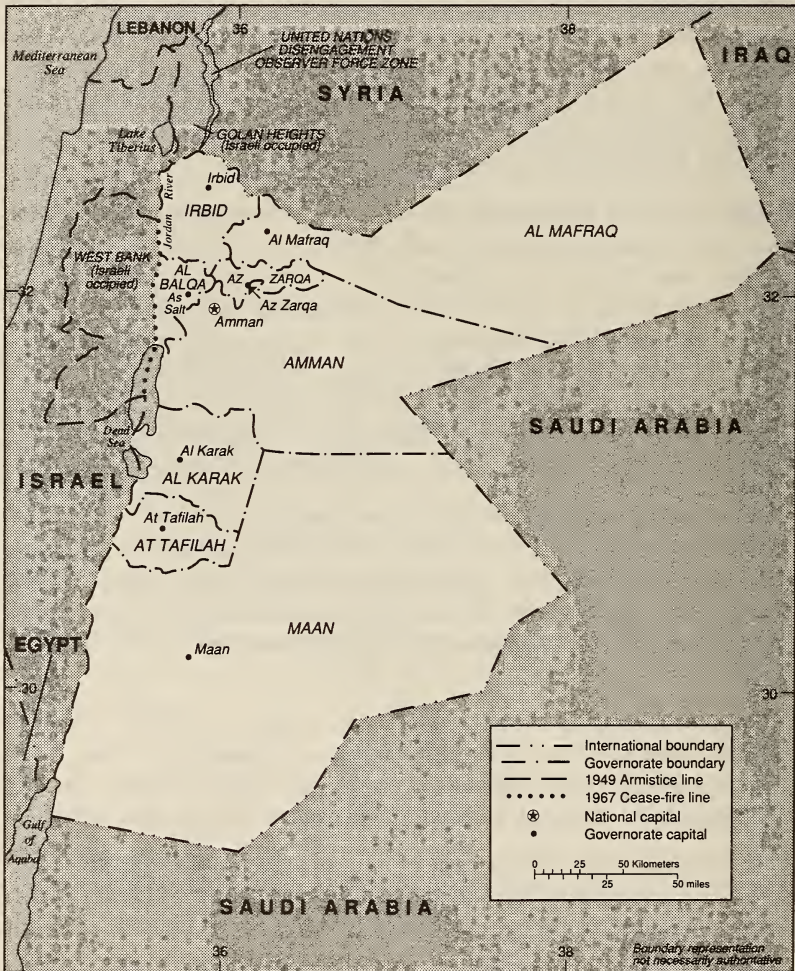 LEBANON
36
38
Mediterranean
Sea
UNITED NATIONS
DISENGAGEMENT
OBSERVER FORCE ZONE
IRAQ
SYRIA
Lake
Tiberius
GOLAN HEIGHTS
(Israeli occupied)
Irbid
River
Jordan
IRBID
Al Mafraq
AL MAFRAQ
WEST BANK
(Israeli
occipied)
AL
BALQA
AZ ZARQA
As
Salt
Az Zarqa
32
32
Amman
AMMAN
Dead
Sea
SAUDI ARABIA
Al Karak
ISRAEL
AL KARAK
At Tafilah
AT TAFILAH
MAAN
EGYPT
Maan
30
30
International boundary
Governorate boundary
1949 Armistice line
1967 Cease-fire line
National capital
Governorate capital
0 25 50 Kilometers
0 25 50 miles
Gulf
of
Aqaba
SAUDI ARABIA
36
38
Boundary representation
not necessarily authoritative